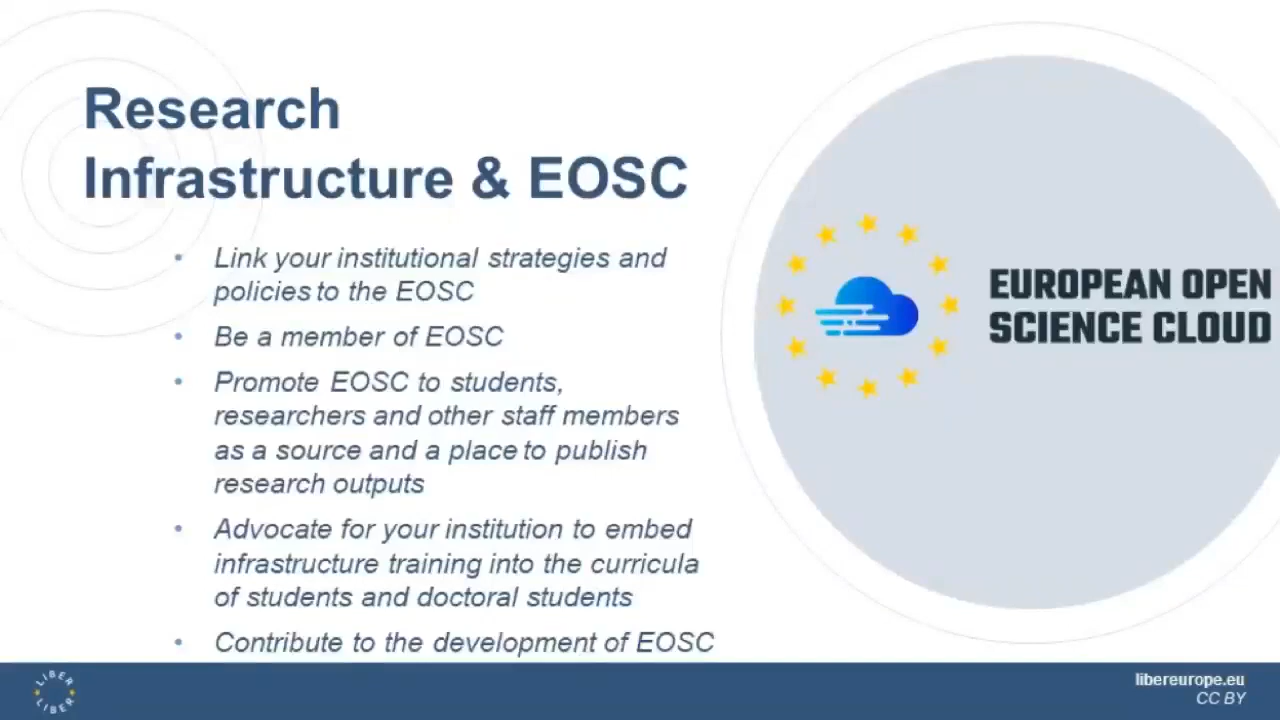 Research
Infrastructure & EOSC
• Link your institutional strategies and
policies to the EOSC
• Be a member of EOSC
• Promote EOSC to students,
researchers and other staff members
as a source and a place to publish
research outputs
• Advocate for your institution to embed
infrastructure training into the curricula
of students and doctoral students
• Contribute to the development of EOSC
EUROPEAN OPEN
SCIENCE CLOUD
LIBER
LIBER
libereurope.eu
CC BY